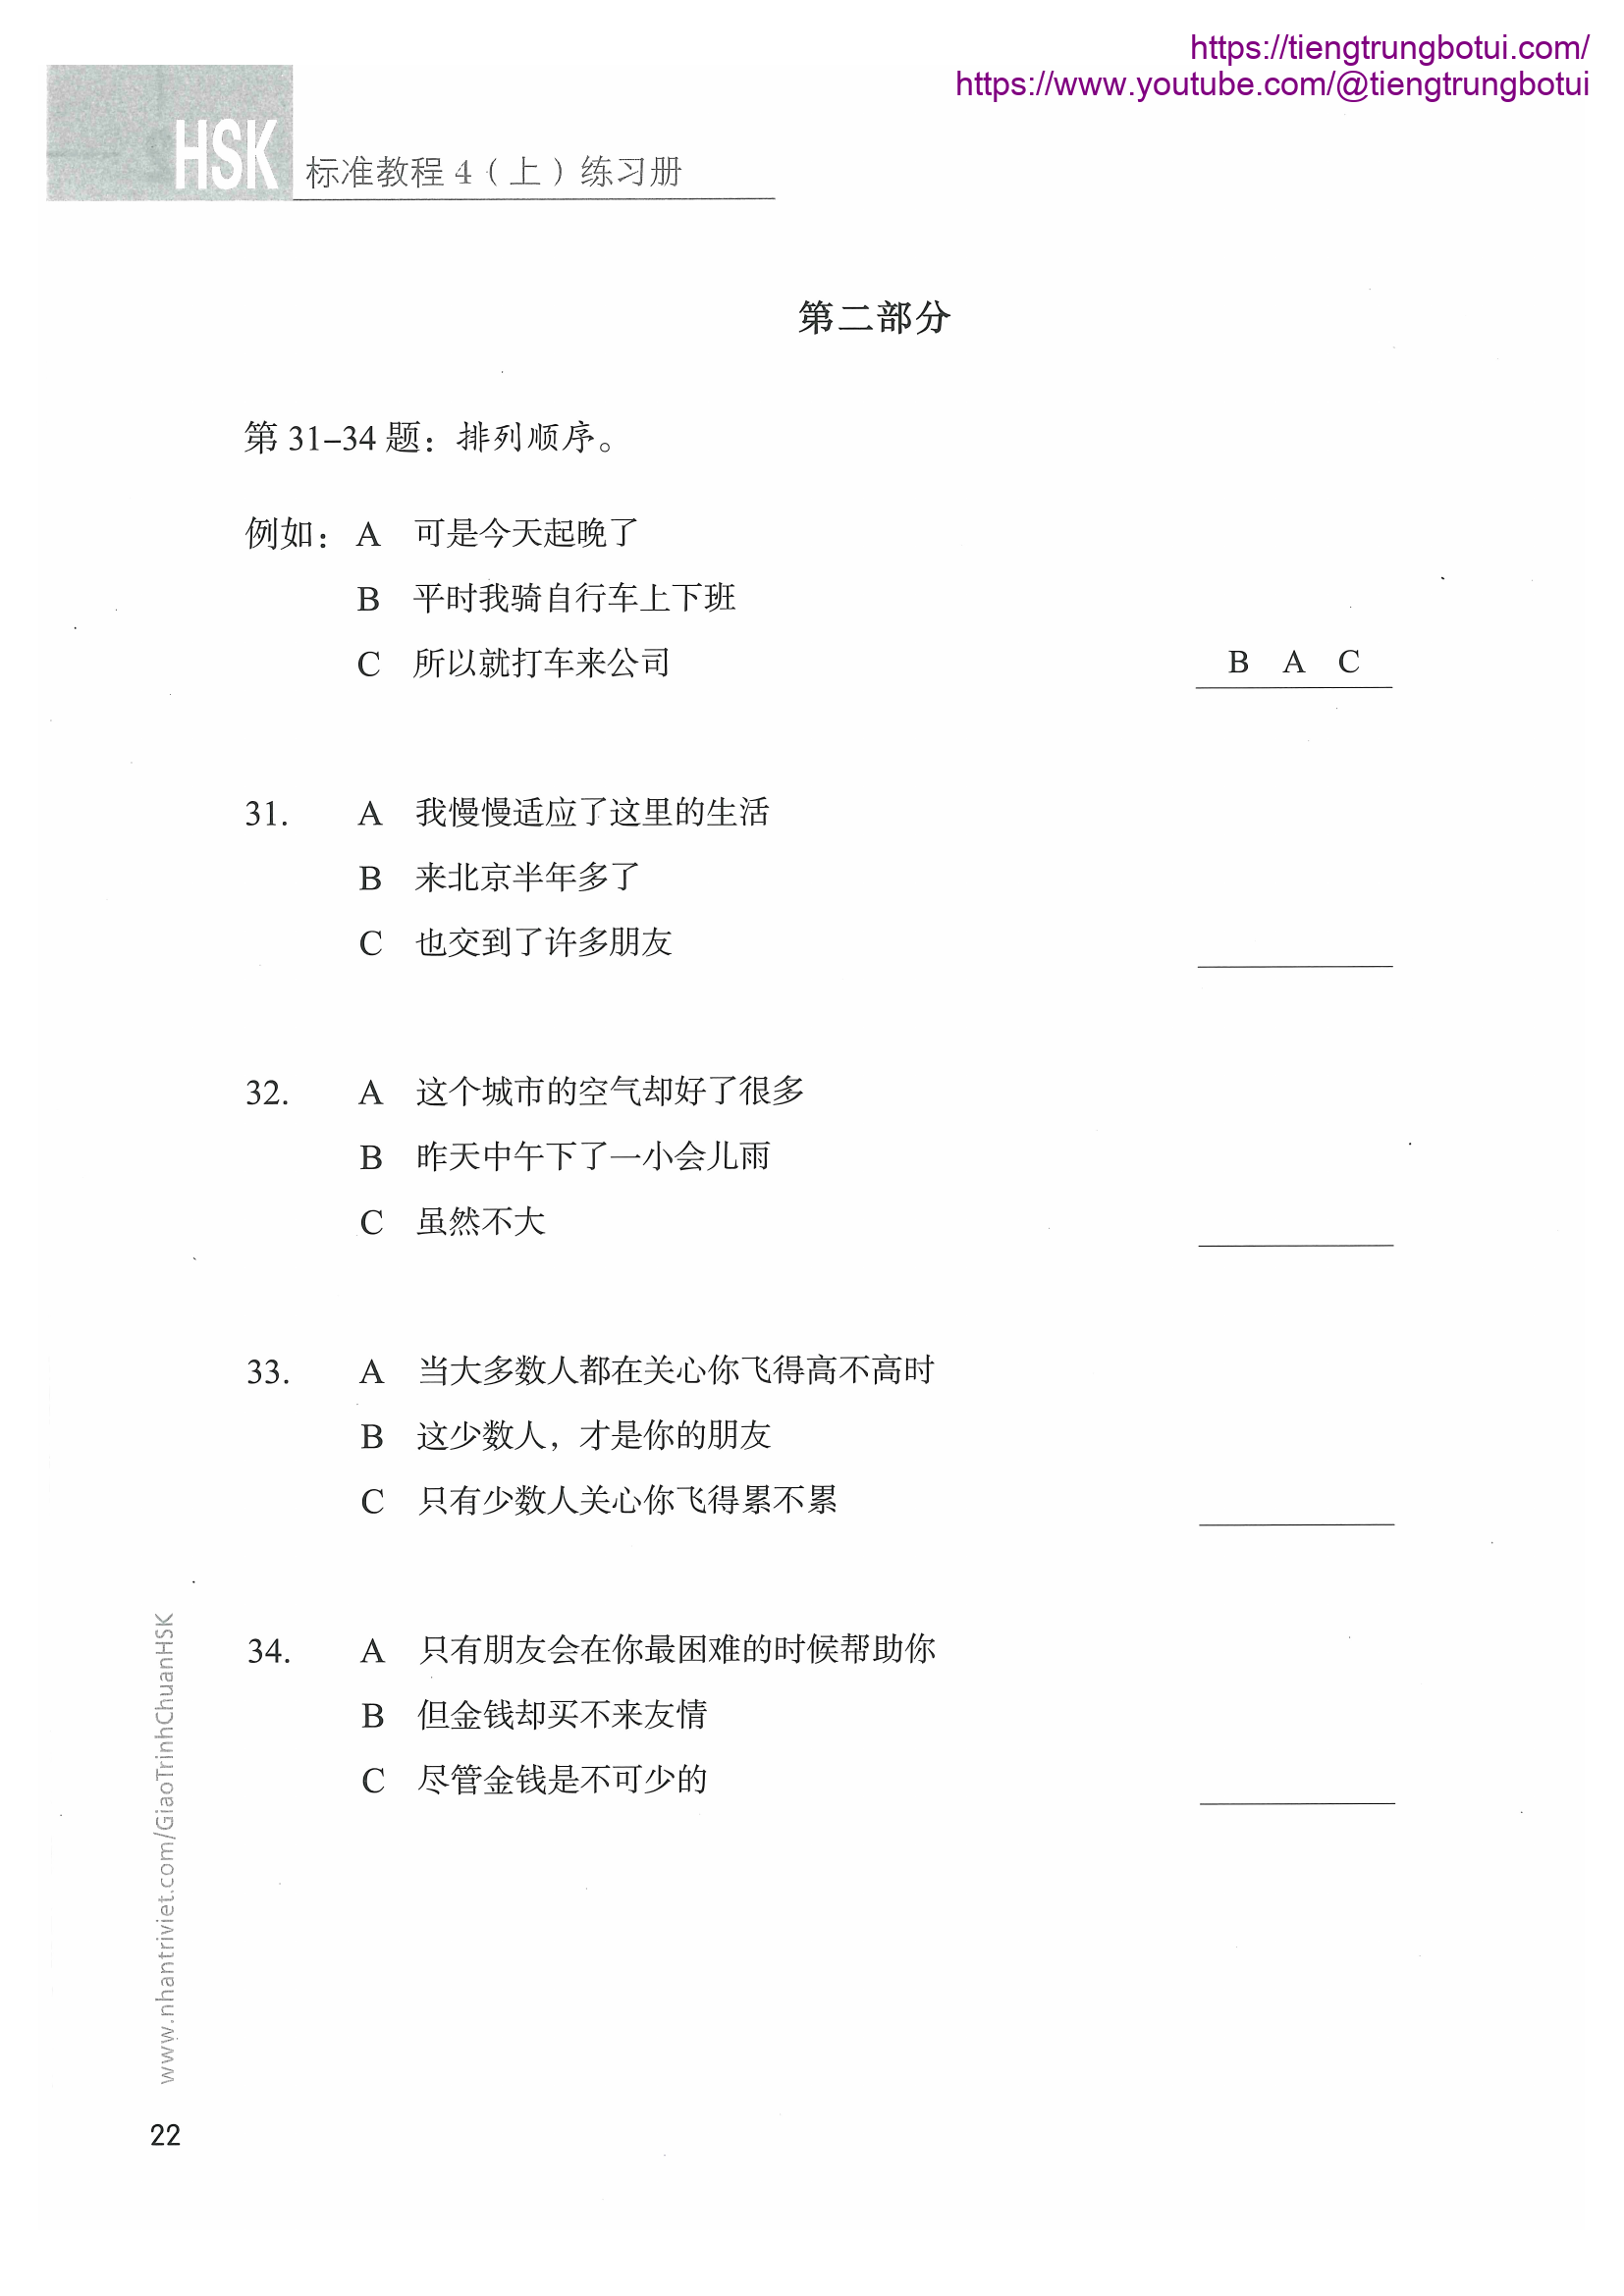 https://tiengtrungbotui.com/
https://www.youtube.com/@tiengtrungbotui
HSK 标准教程 4（上）练习册
第二部分
第 31–34 题：排列顺序。
例如： A 可是今天起晚了
B 平时我骑自行车上下班
C 所以就打车来公司 B A C
31. A 我慢慢适应了这里的生活
B 来北京半年多了
C 也交到了许多朋友
32. A 这个城市的空气却好了很多
B 昨天中午下了一小会儿雨
C 虽然不大
33. A 当大多数人都在关心你飞得高不高时
B 这少数人，才是你的朋友
C 只有少数人关心你飞得累不累
34. A 只有朋友会在你最困难的时候帮助你
B 但金钱却买不来友情
C 尽管金钱是不可少的
www.nhantriviet.com/GiaoTrinhChuanHSK
22